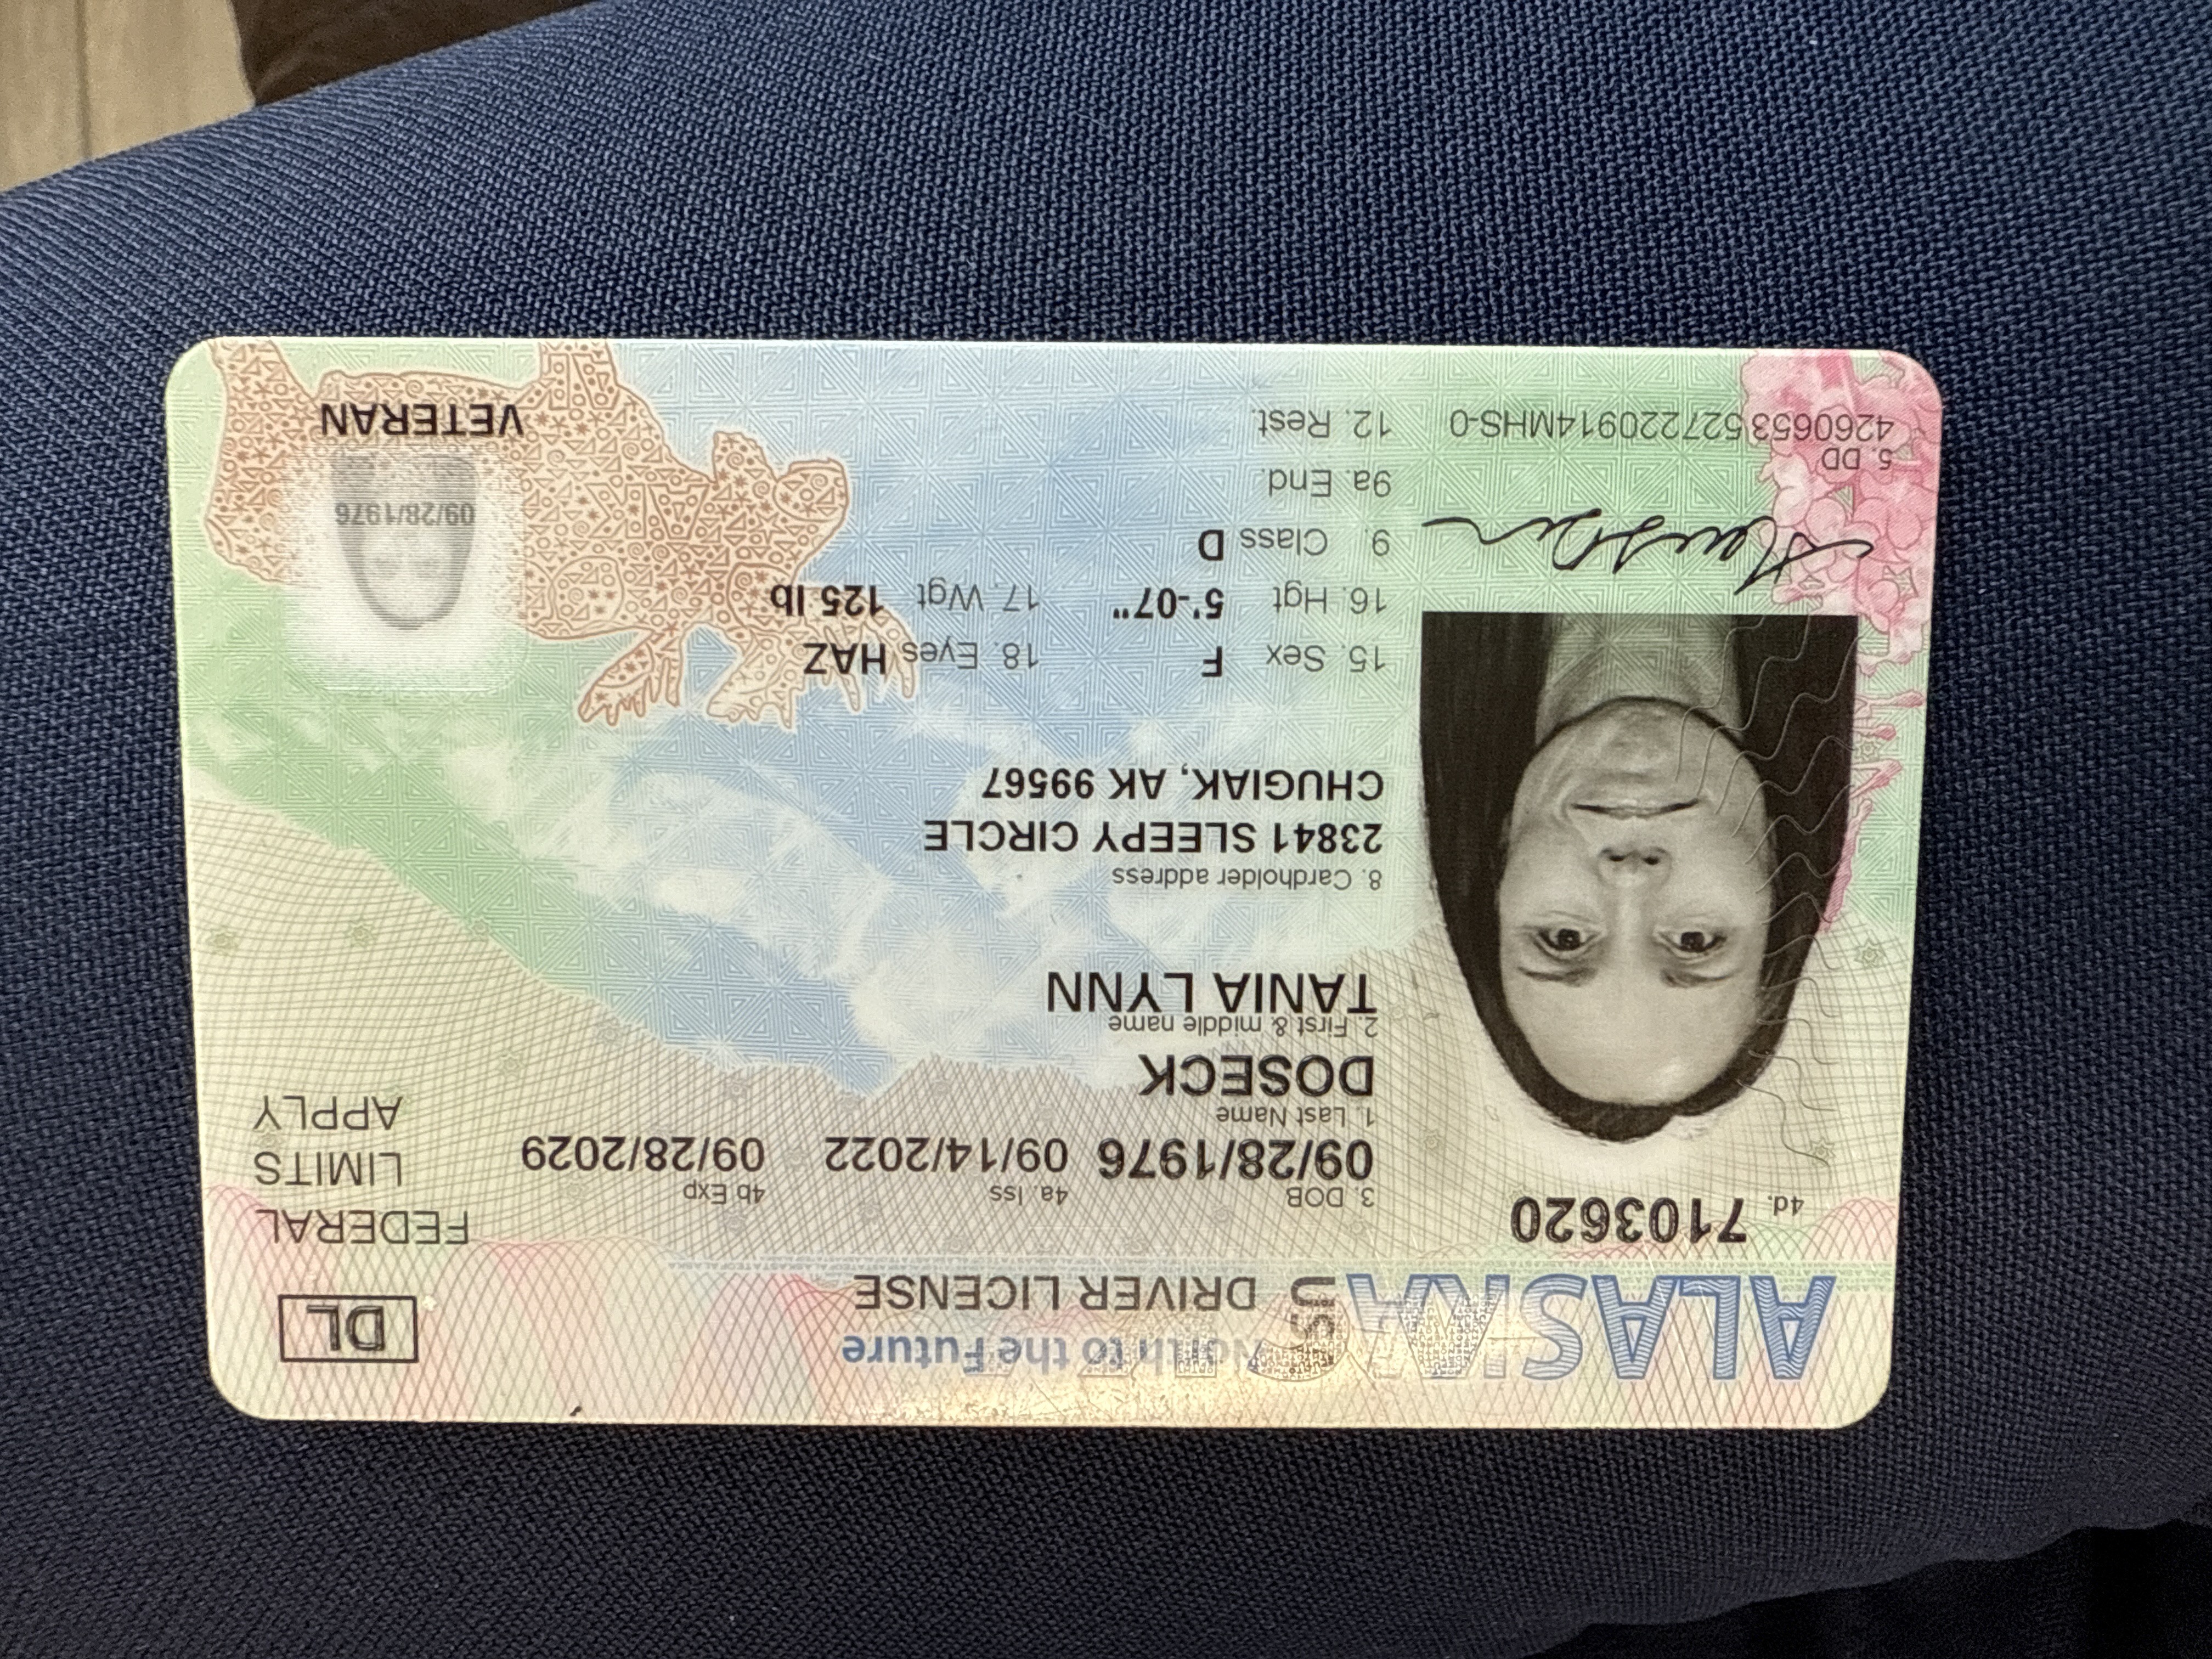 ALASKA USA
North to the Future
DRIVER LICENSE
DL
4d. 7103620
FEDERAL
LIMITS
APPLY
3. DOB 4a. Iss 4b Exp
09/28/1976 09/14/2022 09/28/2029
1. Last Name
DOSECK
2. First & middle name
TANIA LYNN
8. Cardholder address
23841 SLEEPY CIRCLE
CHUGIAK, AK 99567
15. Sex F 18. Eyes HAZ
16. Hgt 5'-07" 17. Wgt 125 lb
9. Class D
9a. End.
12. Rest.
5. DD
4260653 527220914MHS-0
09/28/1976
VETERAN